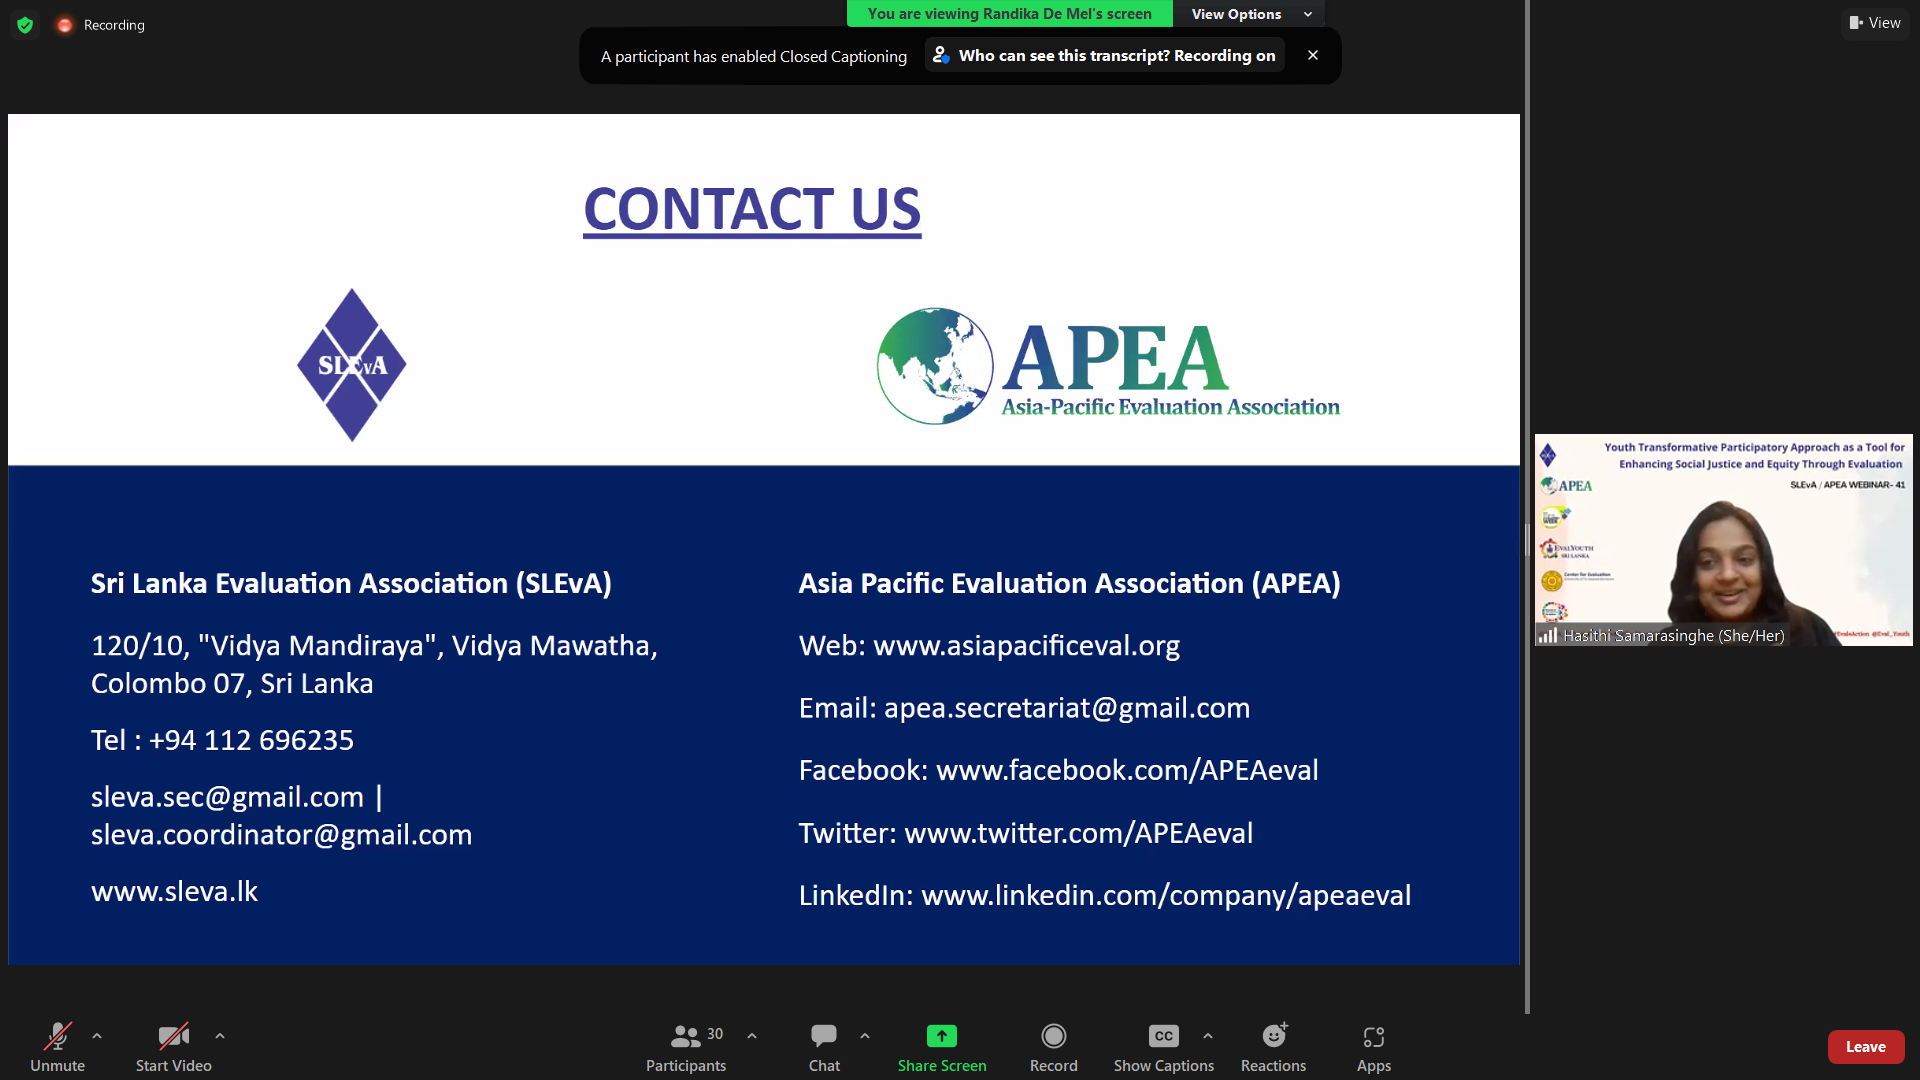 Recording
You are viewing Randika De Mel's screen
View Options
View
A participant has enabled Closed Captioning
Who can see this transcript? Recording on
CONTACT US
SLEvA
APEA
Asia-Pacific Evaluation Association
Sri Lanka Evaluation Association (SLEvA)
120/10, "Vidya Mandiraya", Vidya Mawatha,
Colombo 07, Sri Lanka
Tel : +94 112 696235
sleva.sec@gmail.com |
sleva.coordinator@gmail.com
www.sleva.lk
Asia Pacific Evaluation Association (APEA)
Web: www.asiapacificeval.org
Email: apea.secretariat@gmail.com
Facebook: www.facebook.com/APEAeval
Twitter: www.twitter.com/APEAeval
LinkedIn: www.linkedin.com/company/apeaeval
Youth Transformative Participatory Approach as a Tool for
Enhancing Social Justice and Equity Through Evaluation
SLEvA / APEA WEBINAR- 41
APEA
EVALYOUTH
SRI LANKA
Center for Evaluation
Hasithi Samarasinghe (She/Her)
@Eval_Youth
Unmute
Start Video
30
Participants
Chat
Share Screen
Record
CC
Show Captions
Reactions
Apps
Leave